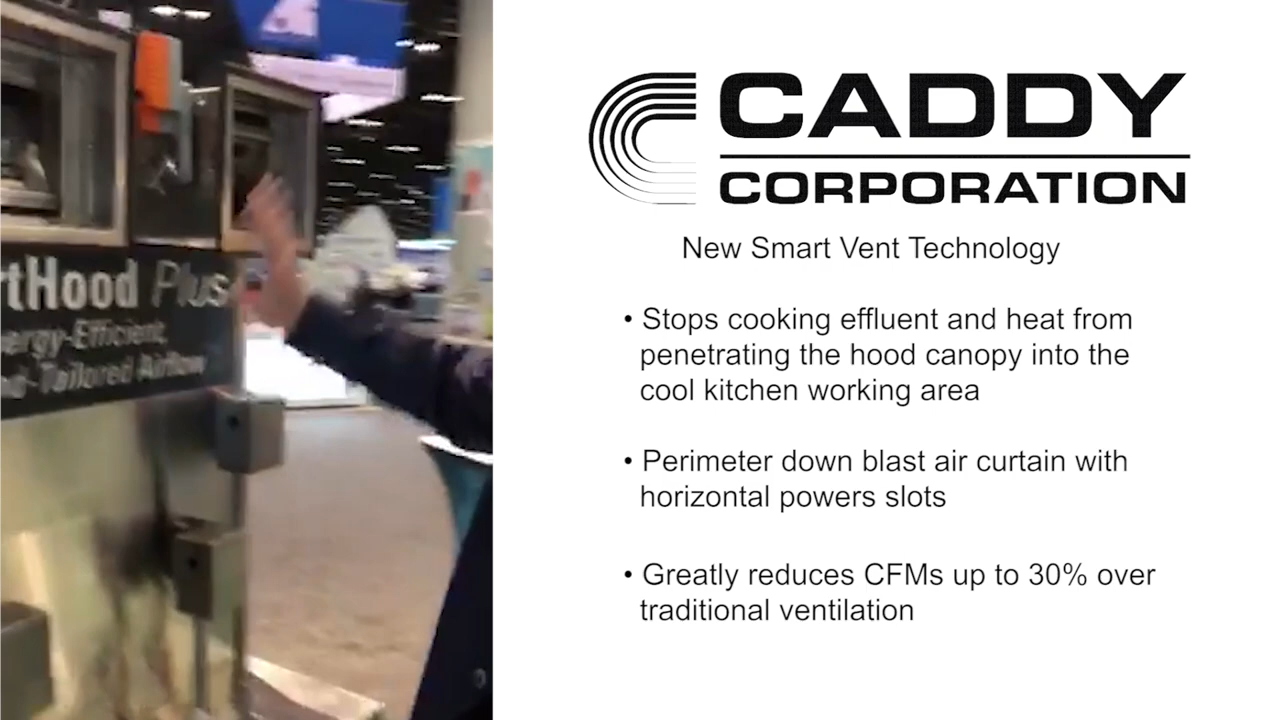 rtHood Plus
ergy-Efficient,
Tailored Airflow
CADDY
CORPORATION
New Smart Vent Technology
• Stops cooking effluent and heat from
penetrating the hood canopy into the
cool kitchen working area
• Perimeter down blast air curtain with
horizontal powers slots
• Greatly reduces CFMs up to 30% over
traditional ventilation